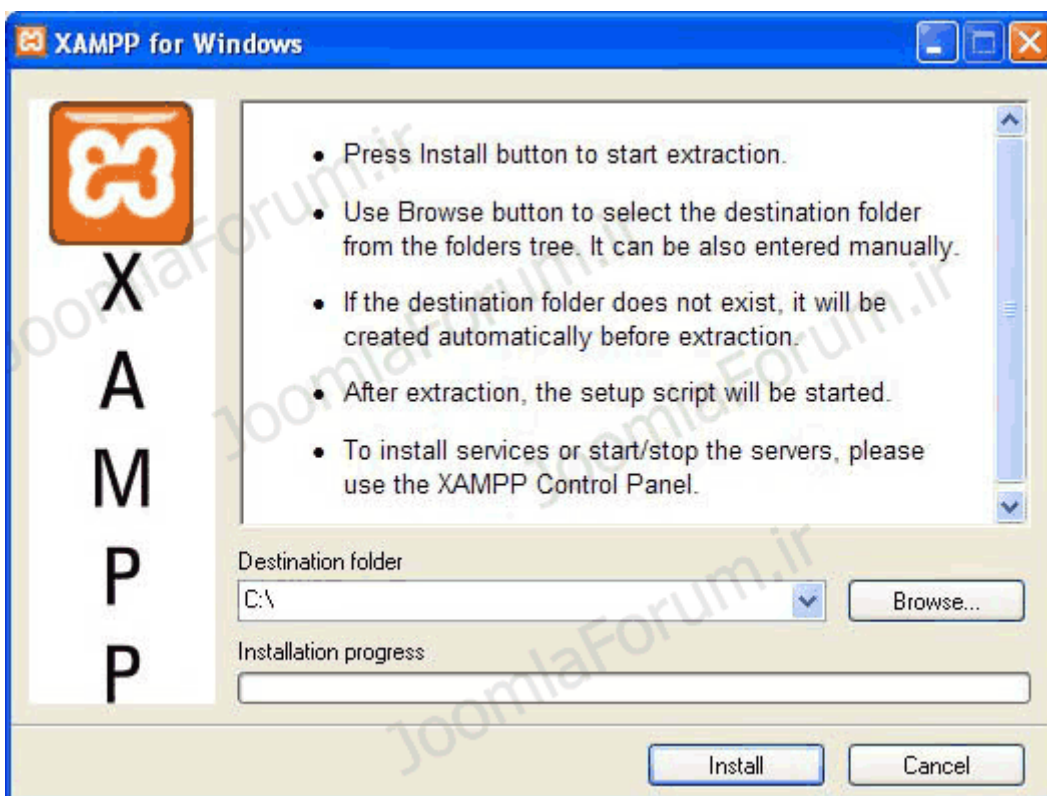 XAMPP for Windows
X
A
M
P
P
• Press Install button to start extraction.
• Use Browse button to select the destination folder
from the folders tree. It can be also entered manually.
• If the destination folder does not exist, it will be
created automatically before extraction.
• After extraction, the setup script will be started.
• To install services or start/stop the servers, please
use the XAMPP Control Panel.
Destination folder
C:\
Browse...
Installation progress
Install
Cancel
JoomlaForum.ir
JoomlaForum.ir
JoomlaForum.ir
JoomlaForum.ir